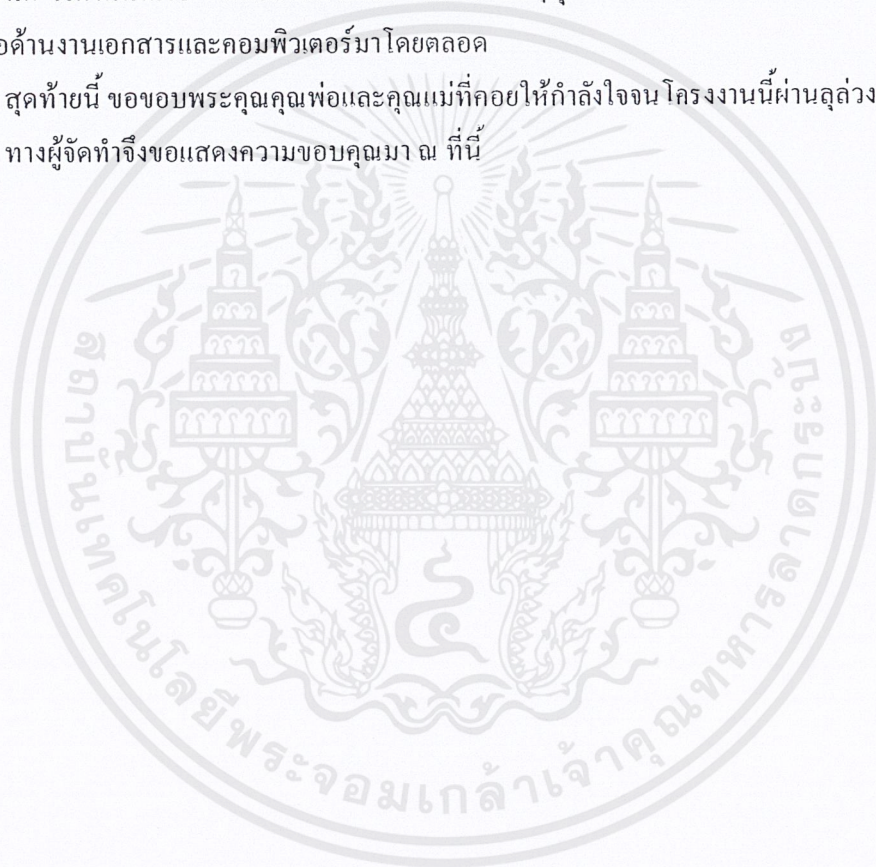 อด้านงานเอกสารและคอมพิวเตอร์มาโดยตลอด
สุดท้ายนี้ ขอขอบพระคุณคุณพ่อและคุณแม่ที่คอยให้กำลังใจจนโครงงานนี้ผ่านลุล่วง
ทางผู้จัดทำจึงขอแสดงความขอบคุณมา ณ ที่นี้
สถาบันเทคโนโลยีพระจอมเกล้าเจ้าคุณทหารลาดกระบัง
๔